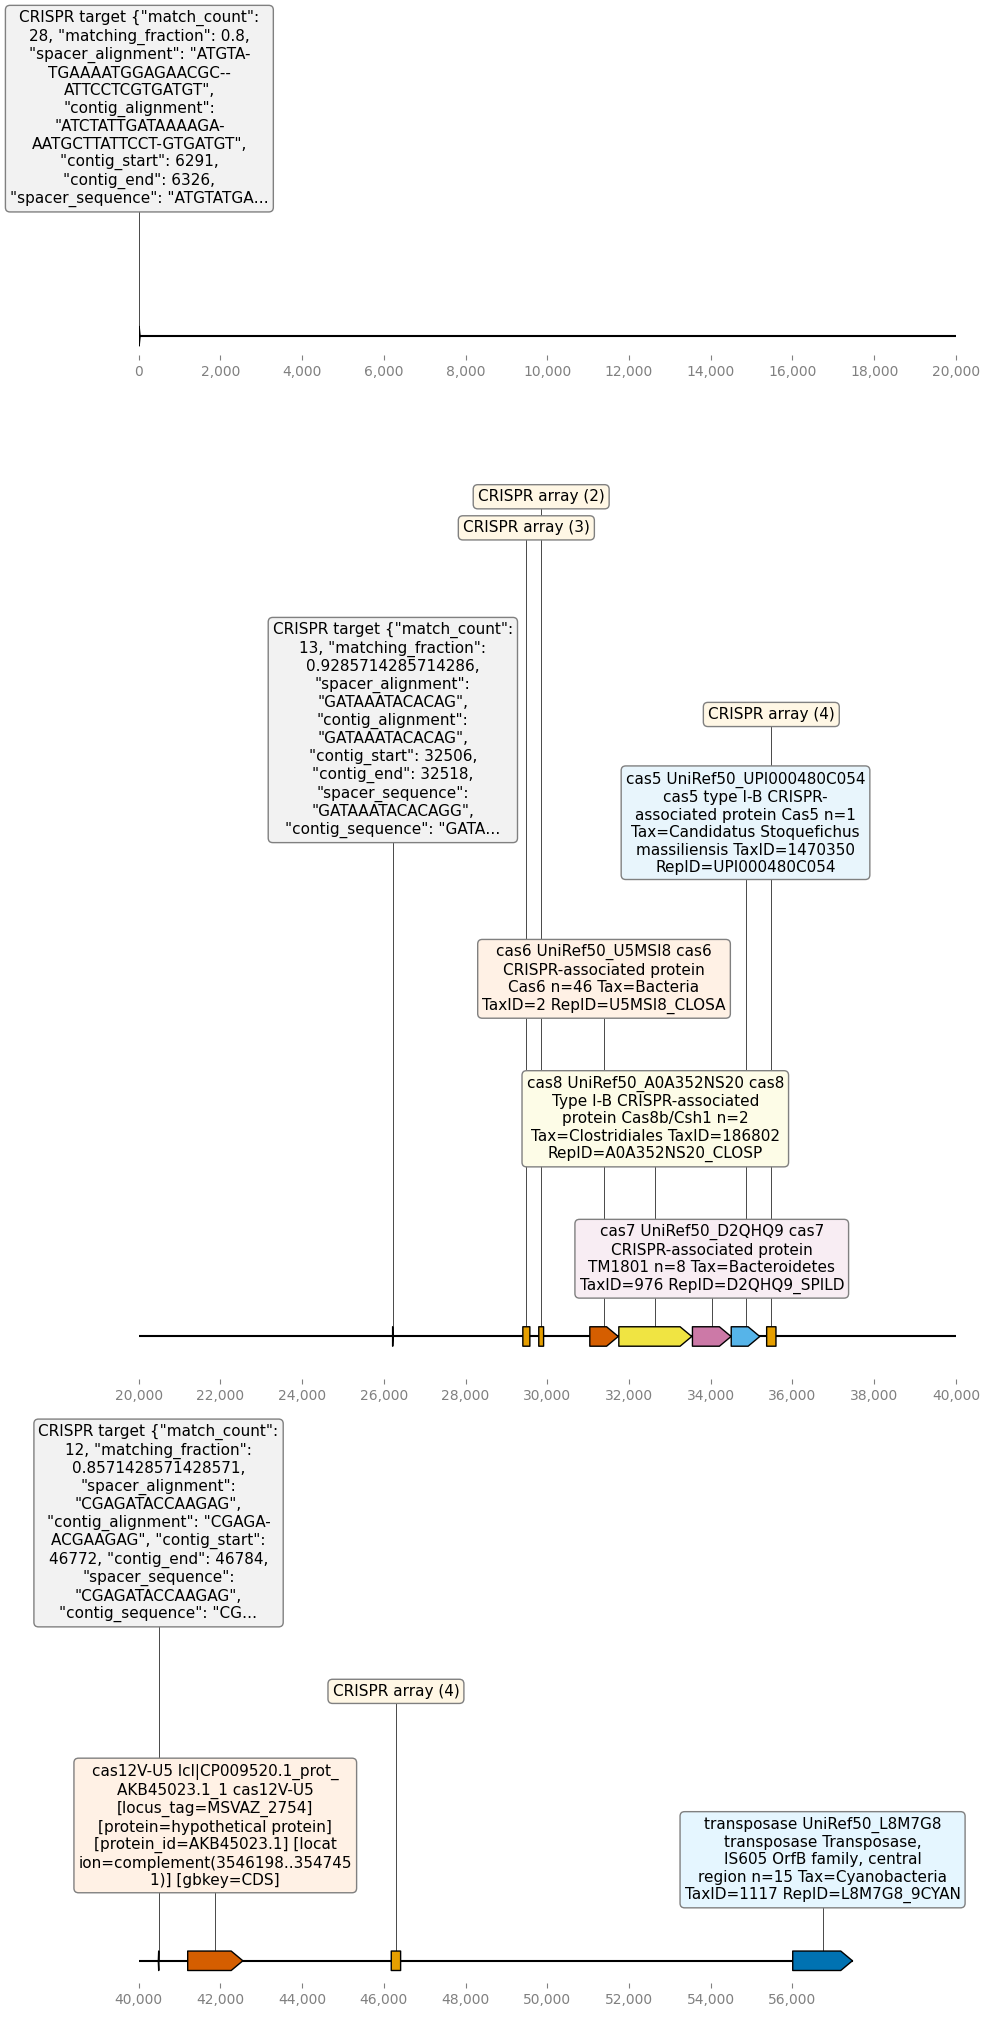 CRISPR target {"match_count":
28, "matching_fraction": 0.8,
"spacer_alignment": "ATGTA-
TGAAAATGGAGAACGC--
ATTCCTCGTGATGT",
"contig_alignment":
"ATCTATTGATAAAAGA-
AATGCTTATTCCT-GTGATGT",
"contig_start": 6291,
"contig_end": 6326,
"spacer_sequence": "ATGTATGA...
0
2,000
4,000
6,000
8,000
10,000
12,000
14,000
16,000
18,000
20,000
CRISPR array (2)
CRISPR array (3)
CRISPR target {"match_count":
13, "matching_fraction":
0.9285714285714286,
"spacer_alignment":
"GATAAATACACAG",
"contig_alignment":
"GATAAATACACAG",
"contig_start": 32506,
"contig_end": 32518,
"spacer_sequence":
"GATAAATACACAGG",
"contig_sequence": "GATA...
CRISPR array (4)
cas5 UniRef50_UPI000480C054
cas5 type I-B CRISPR-
associated protein Cas5 n=1
Tax=Candidatus Stoquefichus
massiliensis TaxID=1470350
RepID=UPI000480C054
cas6 UniRef50_U5MSI8 cas6
CRISPR-associated protein
Cas6 n=46 Tax=Bacteria
TaxID=2 RepID=U5MSI8_CLOSA
cas8 UniRef50_A0A352NS20 cas8
Type I-B CRISPR-associated
protein Cas8b/Csh1 n=2
Tax=Clostridiales TaxID=186802
RepID=A0A352NS20_CLOSP
cas7 UniRef50_D2QHQ9 cas7
CRISPR-associated protein
TM1801 n=8 Tax=Bacteroidetes
TaxID=976 RepID=D2QHQ9_SPILD
20,000
22,000
24,000
26,000
28,000
30,000
32,000
34,000
36,000
38,000
40,000
CRISPR target {"match_count":
12, "matching_fraction":
0.8571428571428571,
"spacer_alignment":
"CGAGATACCAAGAG",
"contig_alignment": "CGAGA-
ACGAAGAG", "contig_start":
46772, "contig_end": 46784,
"spacer_sequence":
"CGAGATACCAAGAG",
"contig_sequence": "CG...
CRISPR array (4)
cas12V-U5 lcl|CP009520.1_prot_
AKB45023.1_1 cas12V-U5
[locus_tag=MSVAZ_2754]
[protein=hypothetical protein]
[protein_id=AKB45023.1] [locat
ion=complement(3546198..354745
1)] [gbkey=CDS]
transposase UniRef50_L8M7G8
transposase Transposase,
IS605 OrfB family, central
region n=15 Tax=Cyanobacteria
TaxID=1117 RepID=L8M7G8_9CYAN
40,000
42,000
44,000
46,000
48,000
50,000
52,000
54,000
56,000